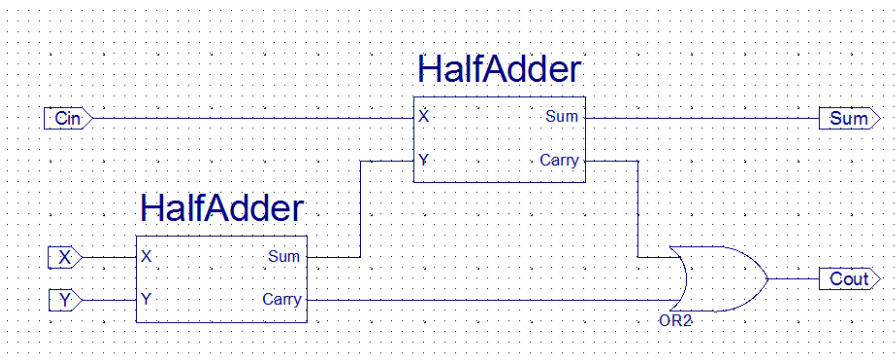 HalfAdder
Cin
X Sum
Sum
Y Carry
HalfAdder
X
X Sum
Y
Y Carry
Cout
OR2